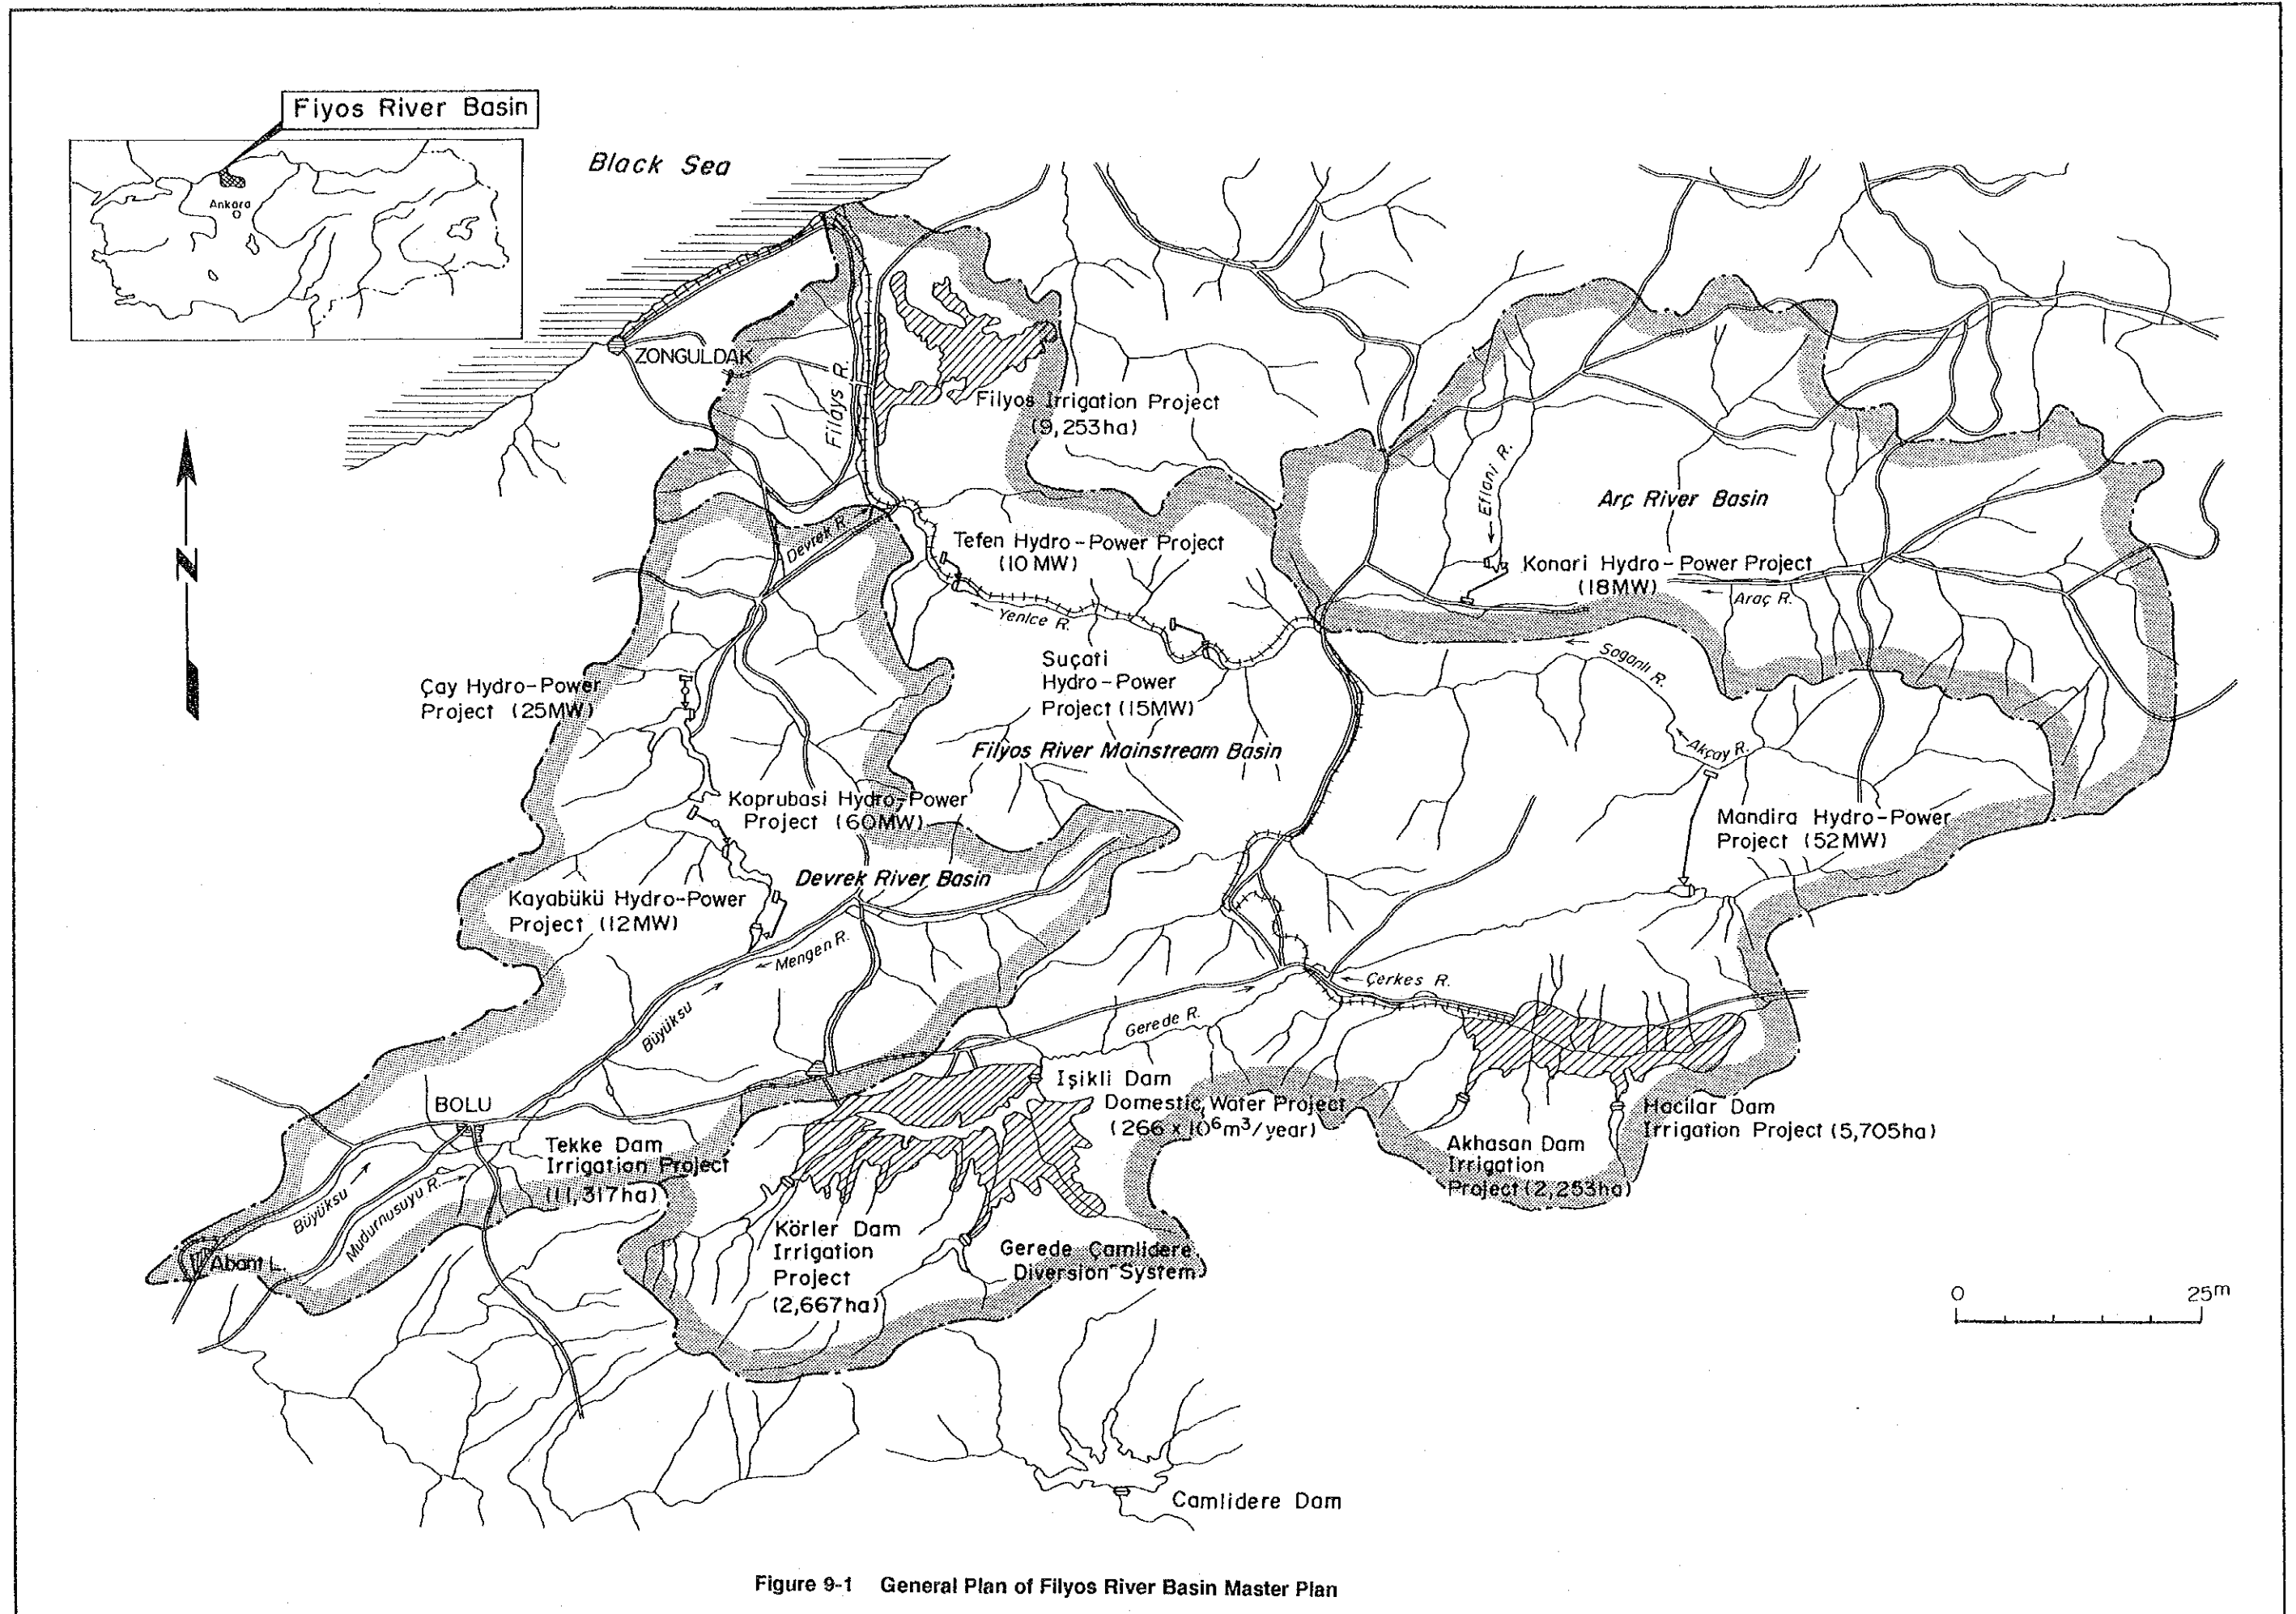 Fiyos River Basin
Ankara
Black Sea
ZONGULDAK
Filays R.
Filyos Irrigation Project
(9,253ha)
Eflani R.
Arç River Basin
Devrek R.
Tefen Hydro-Power Project
(10 MW)
Konari Hydro-Power Project
(18MW)
Araç R.
Yenice R.
N
Suçati
Hydro-Power
Project (15MW)
Soganlı R.
Çay Hydro-Power
Project (25MW)
Filyos River Mainstream Basin
Akçay R.
Koprubasi Hydro-Power
Project (60MW)
Mandira Hydro-Power
Project (52MW)
Devrek River Basin
Kayabükü Hydro-Power
Project (12MW)
Mengen R.
Çerkes R.
Büyüksu
Gerede R.
Işikli Dam
Domestic Water Project
(266 x 10⁶m³/year)
BOLU
Hacilar Dam
Irrigation Project (5,705ha)
Tekke Dam
Irrigation Project
(11,317ha)
Akhasan Dam
Irrigation
Project (2,253ha)
Büyüksu
Mudurnusuyu R.
Abant L.
Körler Dam
Irrigation
Project
(2,667ha)
Gerede Çamlidere
Diversion System
0 25m
Camlidere Dam
Figure 9-1 General Plan of Filyos River Basin Master Plan